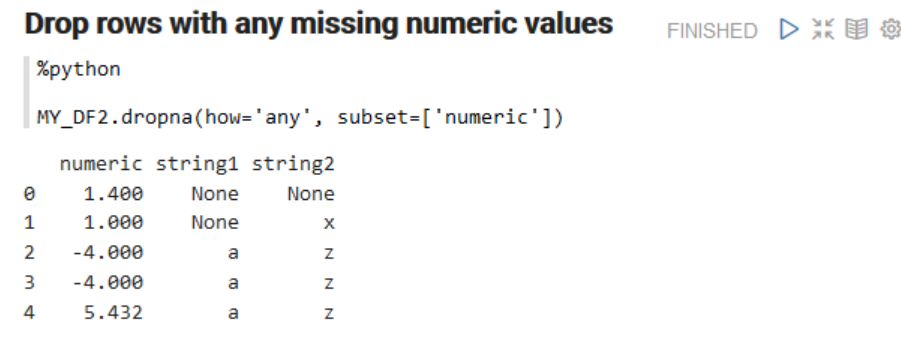 Drop rows with any missing numeric values
FINISHED
%python
MY_DF2.dropna(how='any', subset=['numeric'])
numeric string1 string2
0 1.400 None None
1 1.000 None x
2 -4.000 a z
3 -4.000 a z
4 5.432 a z